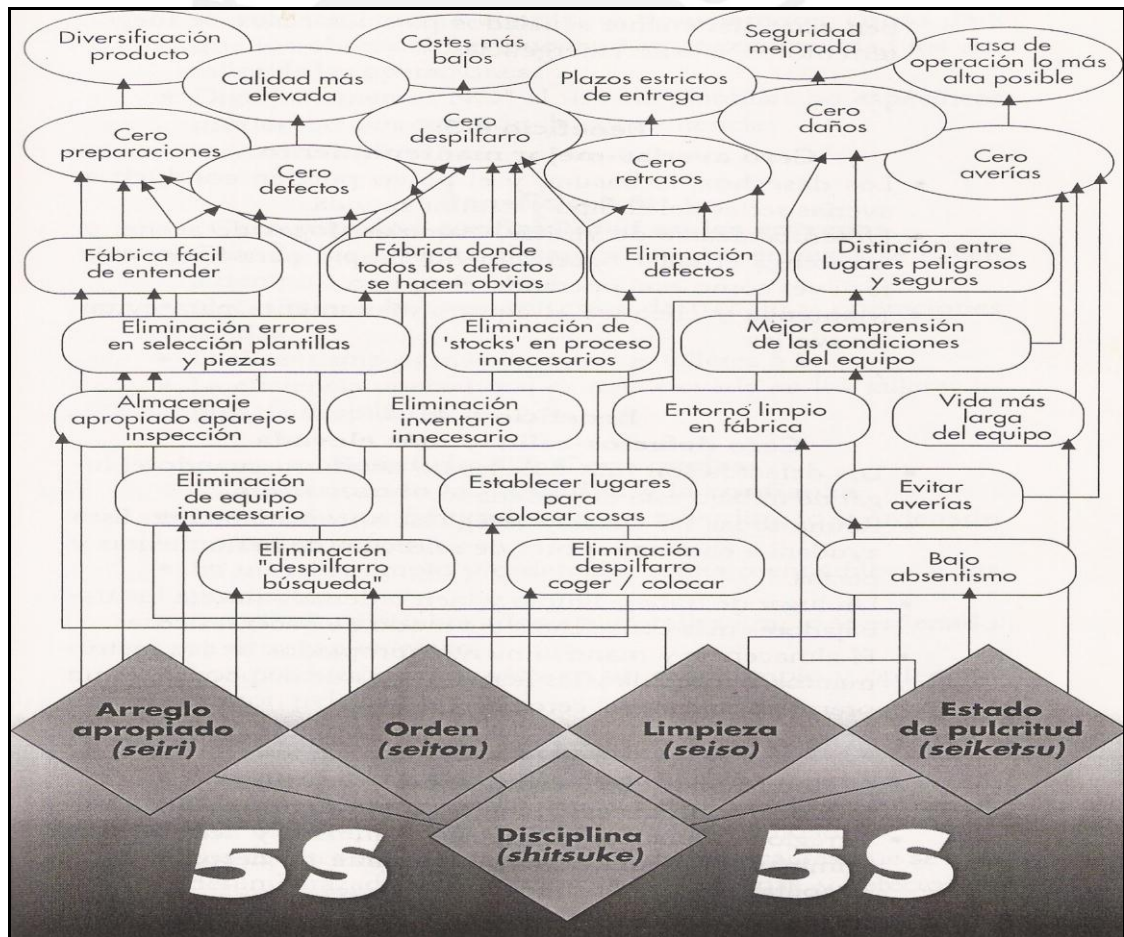 Diversificación
producto
Costes más
bajos
Seguridad
mejorada
Tasa de
operación lo más
alta posible
Calidad más
elevada
Plazos estrictos
de entrega
Cero
preparaciones
Cero
despilfarro
Cero
daños
Cero
defectos
Cero
retrasos
Cero
averías
Fábrica fácil
de entender
Fábrica donde
todos los defectos
se hacen obvios
Eliminación
defectos
Distinción entre
lugares peligrosos
y seguros
Eliminación errores
en selección plantillas
y piezas
Eliminación de
'stocks' en proceso
innecesarios
Mejor comprensión
de las condiciones
del equipo
Almacenaje
apropiado aparejos
inspección
Eliminación
inventario
innecesario
Entorno limpio
en fábrica
Vida más
larga
del equipo
Eliminación
de equipo
innecesario
Establecer lugares
para
colocar cosas
Evitar
averías
Eliminación
"despilfarro
búsqueda"
Eliminación
despilfarro
coger / colocar
Bajo
absentismo
Arreglo
apropiado
(seiri)
Orden
(seiton)
Limpieza
(seiso)
Estado
de pulcritud
(seiketsu)
Disciplina
(shitsuke)
5S
5S